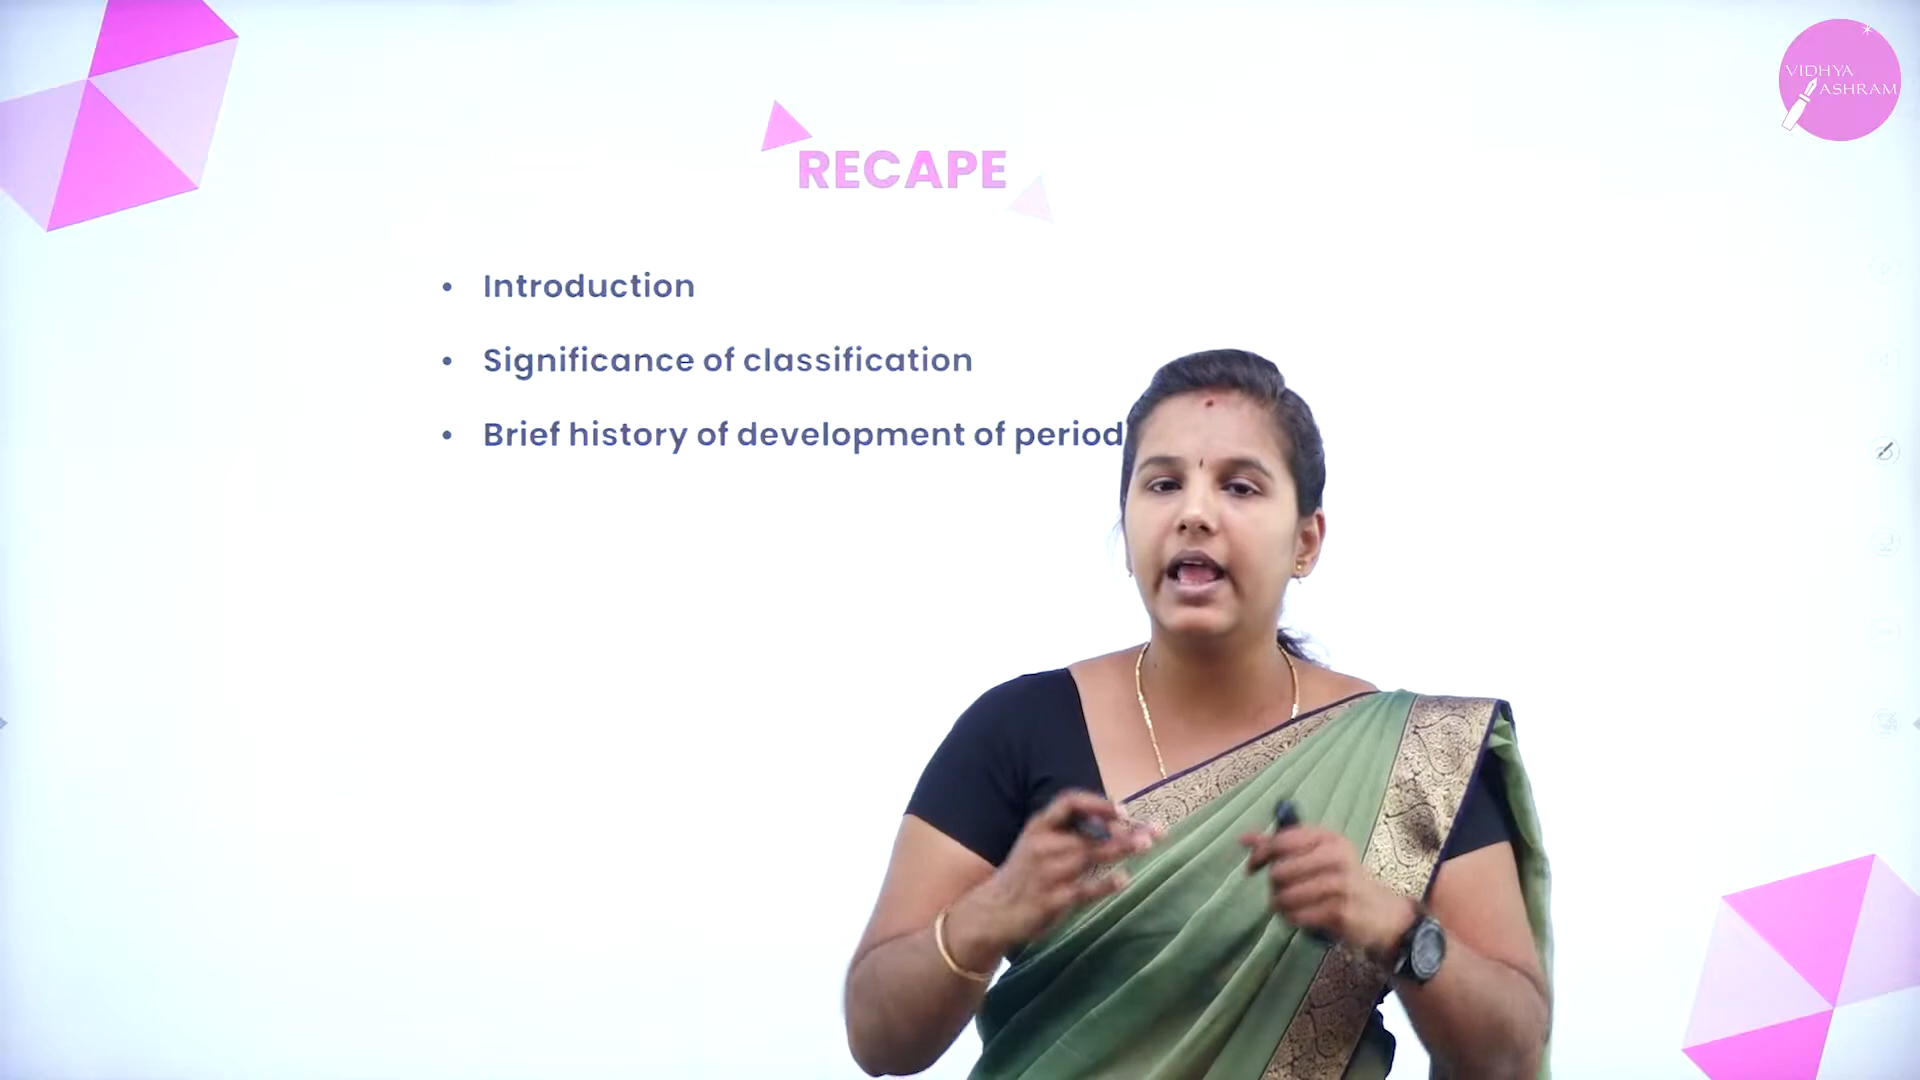 VIDHYA
ASHRAM
RECAPE
• Introduction
• Significance of classification
• Brief history of development of period